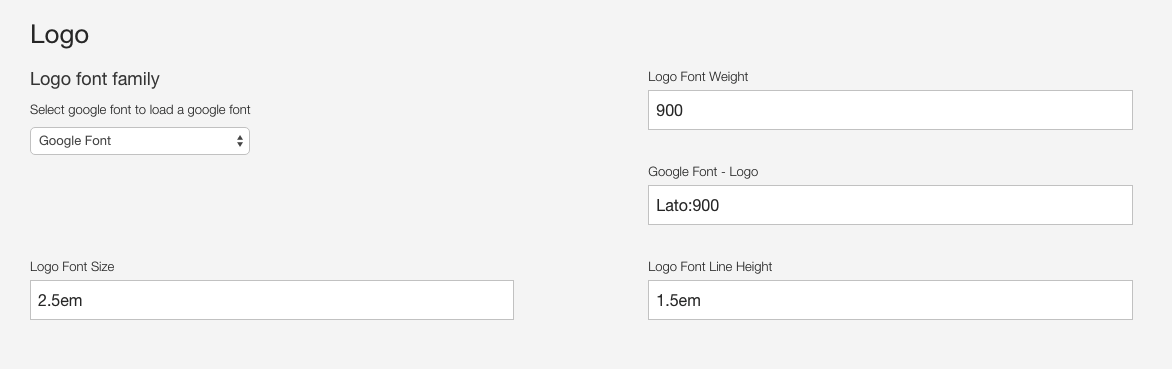 Logo
Logo font family
Select google font to load a google font
Google Font
Logo Font Weight
900
Google Font - Logo
Lato:900
Logo Font Size
2.5em
Logo Font Line Height
1.5em